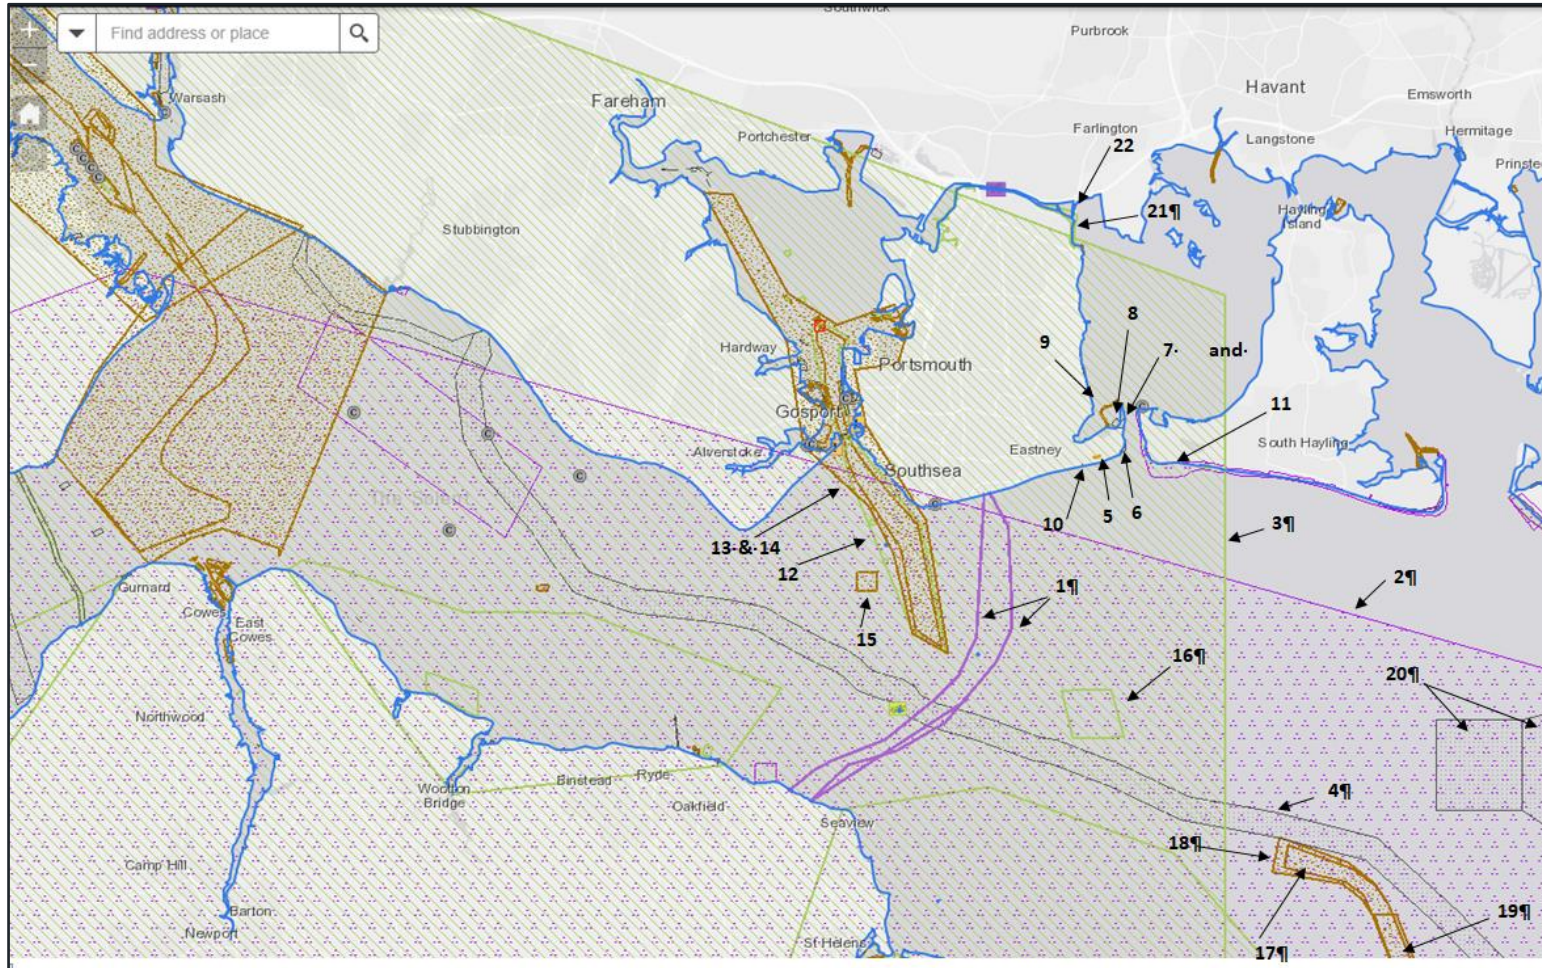 Southwick
+
Find address or place
Purbrook
−
Havant
Warsash
Emsworth
Fareham
Farlington
Hermitage
Portchester
Langstone
22
Prinste
21¶
Hayling
Island
Stubbington
8
9
Hardway
7· and·
Portsmouth
11
Gosport
South Hayling
Alverstoke
Eastney
Southsea
5
6
10
3¶
13·&·14
12
2¶
Gurnard
1¶
Cowes
East
Cowes
15
16¶
20¶
Northwood
Ryde
Binstead
Wootton
Bridge
4¶
Oakfield
Seaview
18¶
Camp Hill
Barton
19¶
Newport
St Helens
17¶